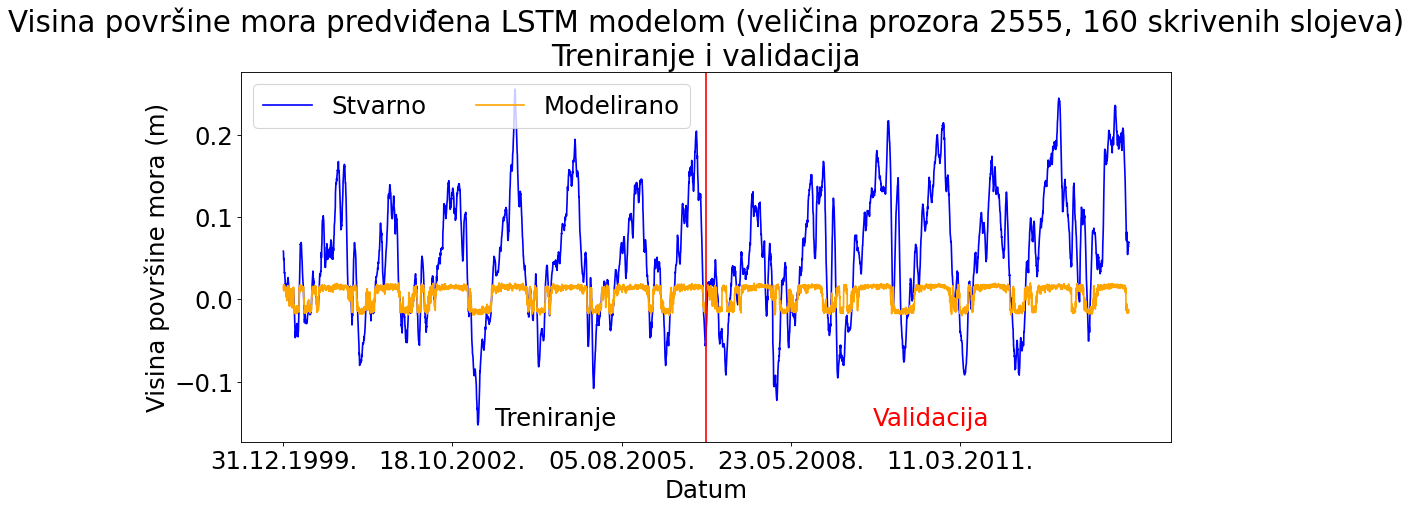 Visina površine mora predviđena LSTM modelom (veličina prozora 2555, 160 skrivenih slojeva)
Treniranje i validacija
Stvarno
Modelirano
Visina površine mora (m)
0.2
0.1
0.0
−0.1
Treniranje
Validacija
31.12.1999.
18.10.2002.
05.08.2005.
23.05.2008.
11.03.2011.
Datum